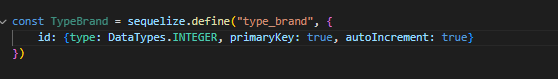 const TypeBrand = sequelize.define("type_brand", {
    id: {type: DataTypes.INTEGER, primaryKey: true, autoIncrement: true}
})